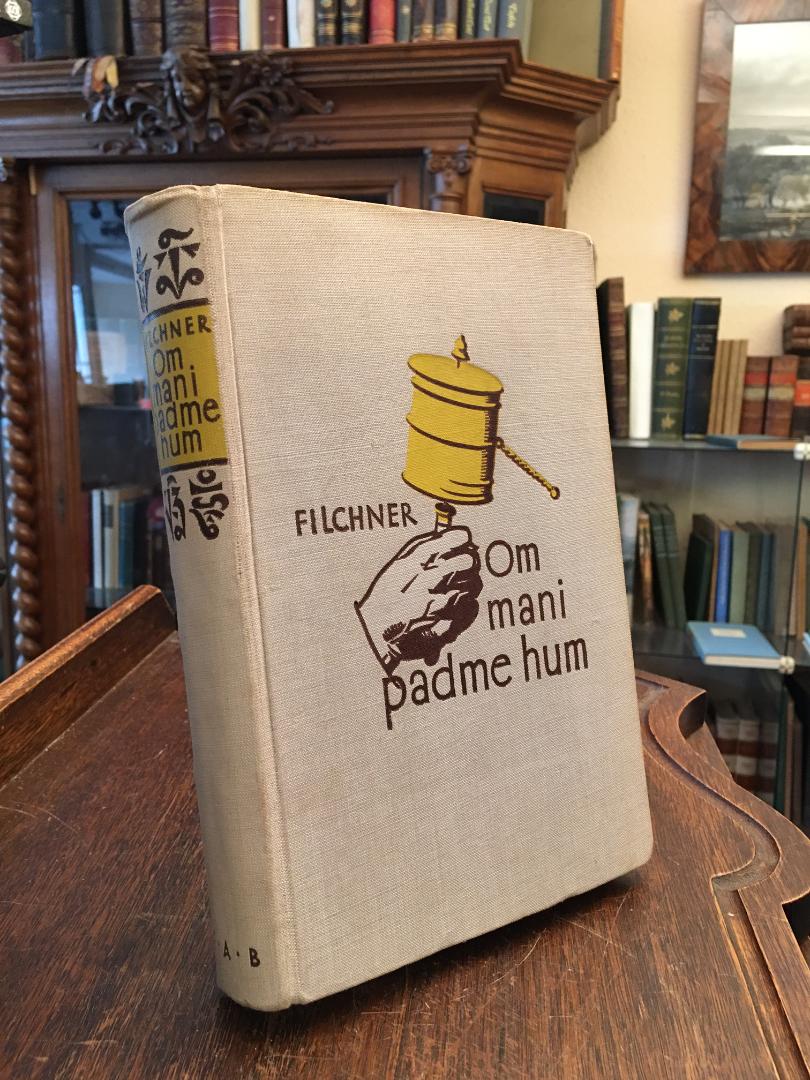 FILCHNER
Om
mani
padme hum
FILCHNER
Om
mani
padme
hum
A · B